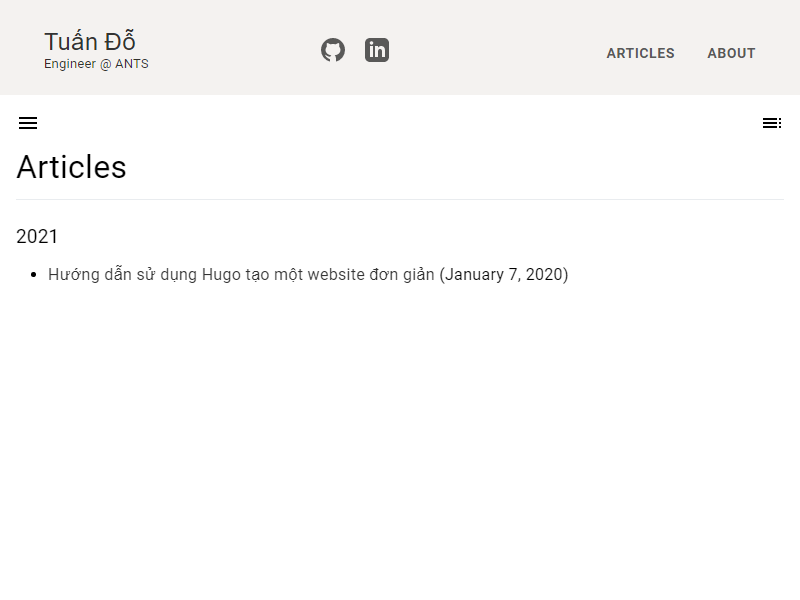 Tuấn Đỗ
Engineer @ ANTS
ARTICLES ABOUT
Articles
2021
Hướng dẫn sử dụng Hugo tạo một website đơn giản (January 7, 2020)